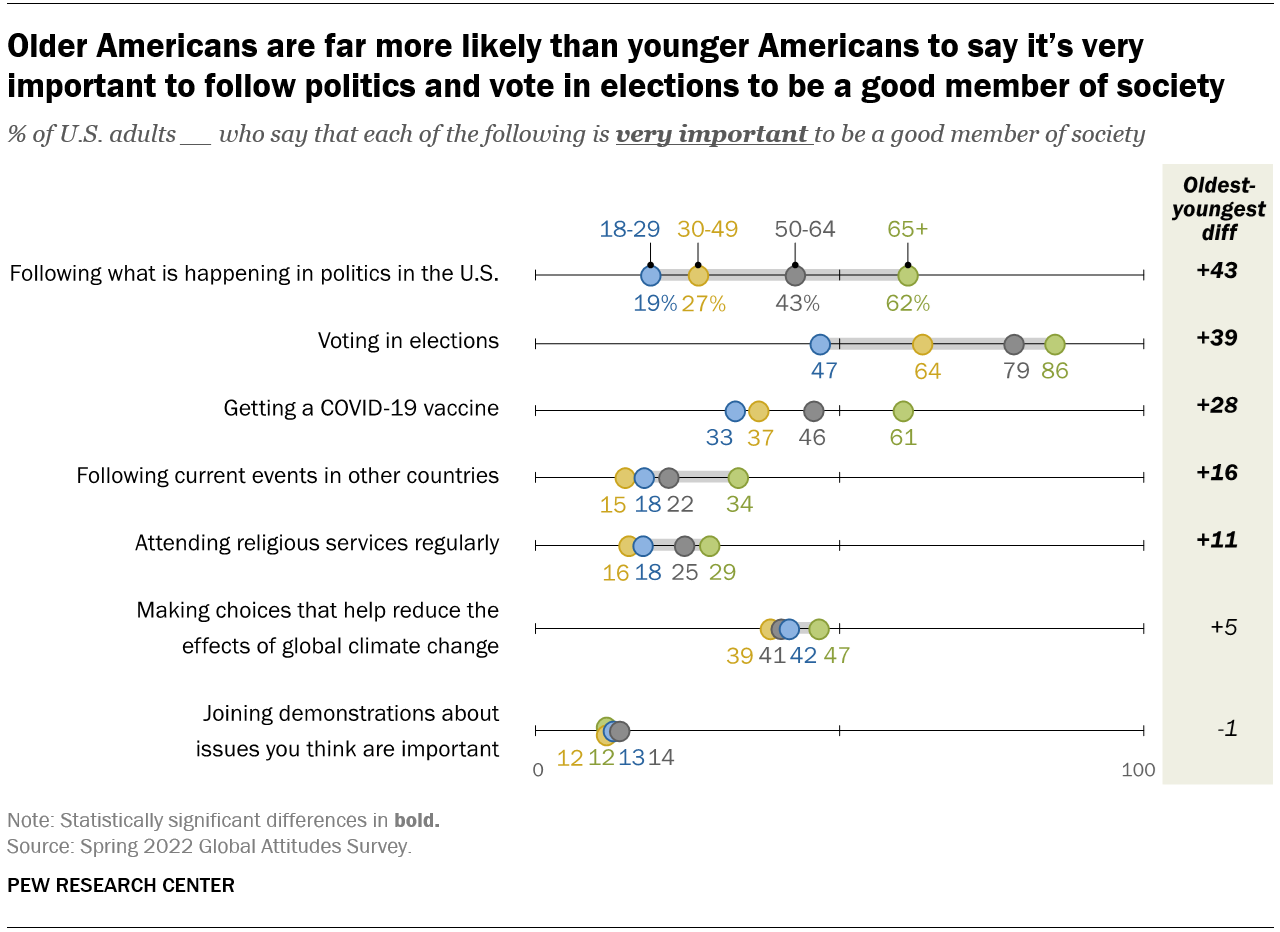 Older Americans are far more likely than younger Americans to say it's very
important to follow politics and vote in elections to be a good member of society
% of U.S. adults __ who say that each of the following is very important to be a good member of society
Oldest-
youngest
diff
18-29 30-49 50-64 65+
Following what is happening in politics in the U.S. +43
19% 27% 43% 62%
Voting in elections +39
47 64 79 86
Getting a COVID-19 vaccine +28
33 37 46 61
Following current events in other countries +16
15 18 22 34
Attending religious services regularly +11
16 18 25 29
Making choices that help reduce the
effects of global climate change +5
39 41 42 47
Joining demonstrations about
issues you think are important -1
12 12 13 14
0 100
Note: Statistically significant differences in bold.
Source: Spring 2022 Global Attitudes Survey.
PEW RESEARCH CENTER